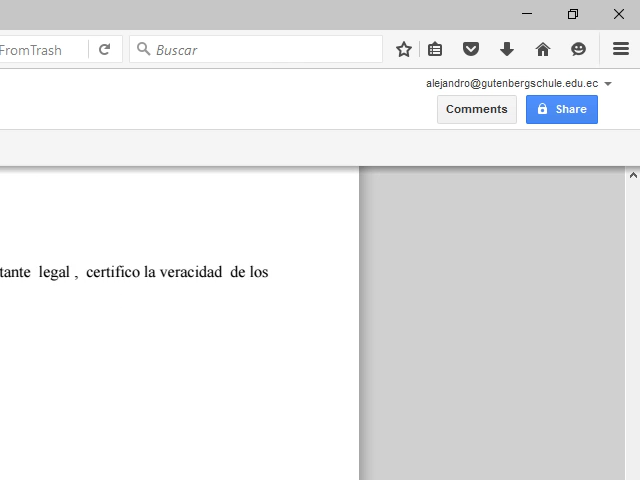 FromTrash
Buscar
alejandro@gutenbergschule.edu.ec
Comments
Share
tante legal , certifico la veracidad de los